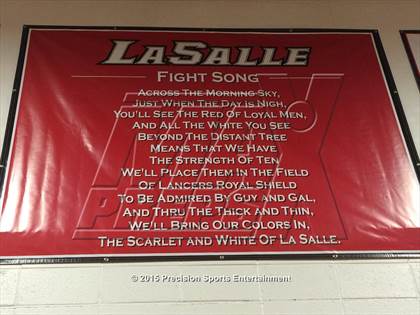 LASALLE
FIGHT SONG
ACROSS THE MORNING SKY,
JUST WHEN THE DAY IS NIGH,
YOU'LL SEE THE RED OF LOYAL MEN,
AND ALL THE WHITE YOU SEE
BEYOND THE DISTANT TREE
MEANS THAT WE HAVE
THE STRENGTH OF TEN
WE'LL PLACE THEM IN THE FIELD
OF LANCERS ROYAL SHIELD
TO BE ADMIRED BY GUY AND GAL,
AND THRU THE THICK AND THIN,
WE'LL BRING OUR COLORS IN,
THE SCARLET AND WHITE OF LA SALLE.
© 2015 Precision Sports Entertainment